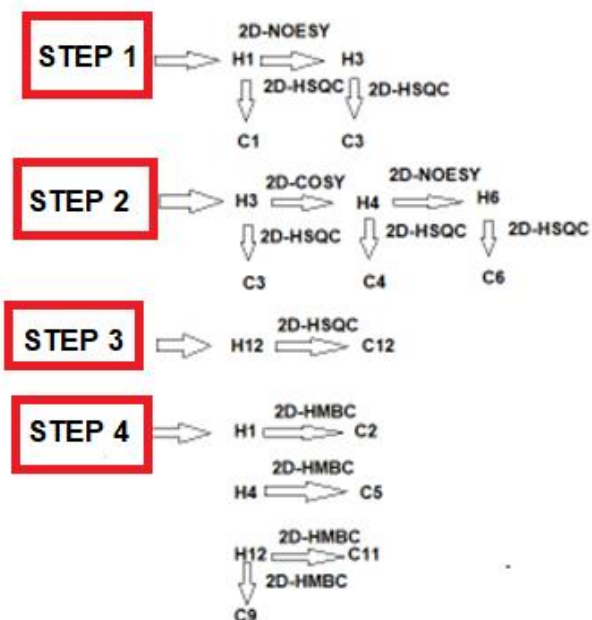 2D-NOESY
STEP 1 H1 H3
2D-HSQC 2D-HSQC
C1 C3
2D-COSY 2D-NOESY
STEP 2 H3 H4 H6
2D-HSQC 2D-HSQC 2D-HSQC
C3 C4 C6
2D-HSQC
STEP 3 H12 C12
2D-HMBC
STEP 4 H1 C2
2D-HMBC
H4 C5
2D-HMBC
H12 C11
2D-HMBC
C9